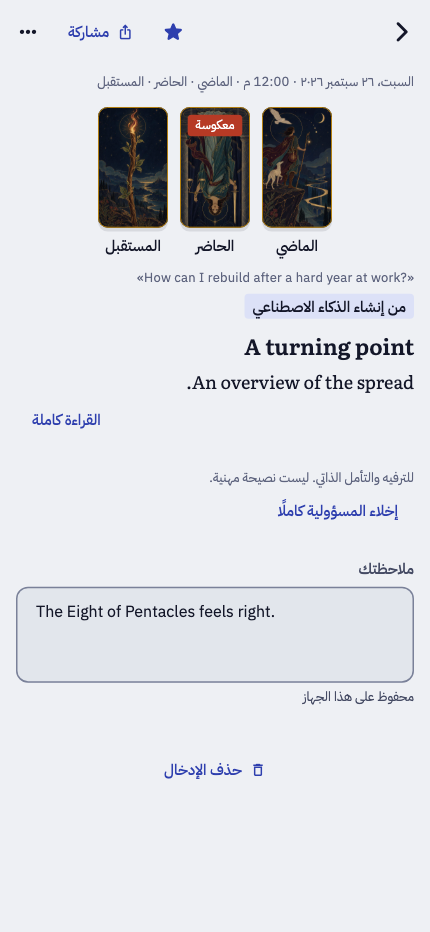 مشاركة
السبت، ٢٦ سبتمبر ٢٠٢٦ · 12:00 م · الماضي · الحاضر · المستقبل
معكوسة
الماضي
الحاضر
المستقبل
«How can I rebuild after a hard year at work?»
من إنشاء الذكاء الاصطناعي
A turning point
An overview of the spread.
القراءة كاملة
للترفيه والتأمل الذاتي. ليست نصيحة مهنية.
إخلاء المسؤولية كاملًا
ملاحظتك
The Eight of Pentacles feels right.
محفوظ على هذا الجهاز
حذف الإدخال